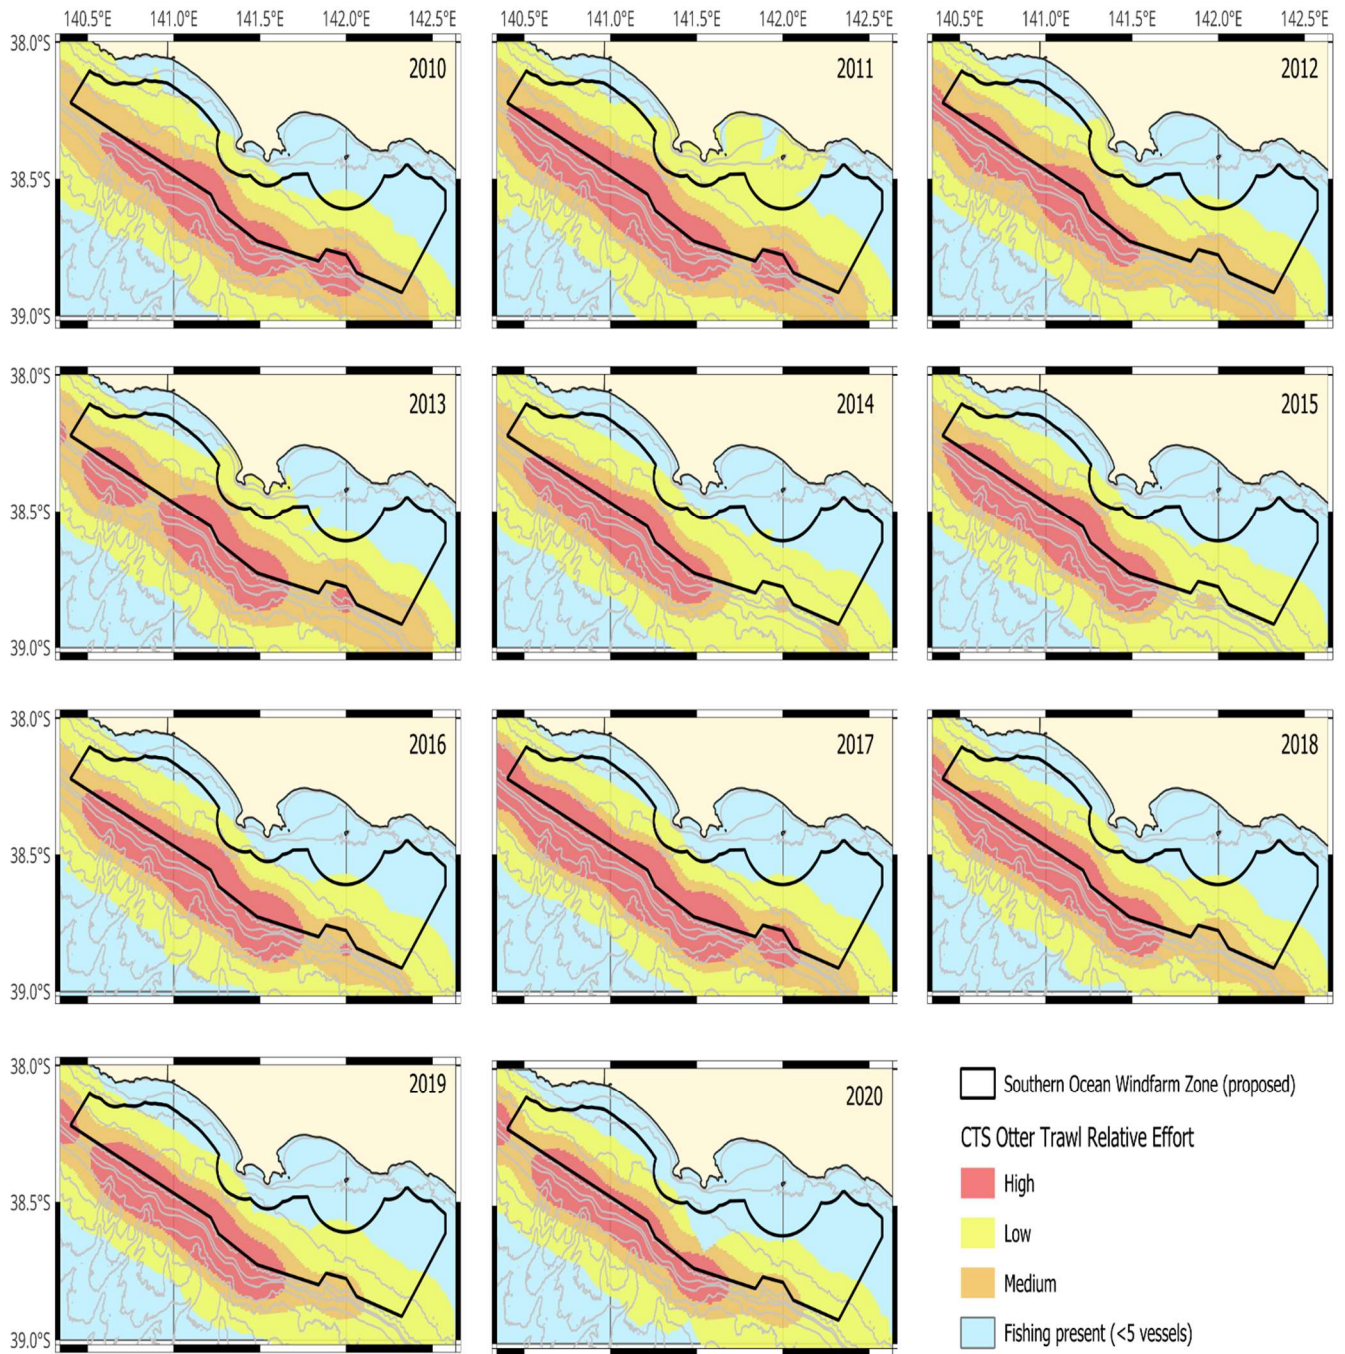 140.5°E 141.0°E 141.5°E 142.0°E 142.5°E 140.5°E 141.0°E 141.5°E 142.0°E 142.5°E 140.5°E 141.0°E 141.5°E 142.0°E 142.5°E
38.0°S
2010 2011 2012
38.5°S
39.0°S
38.0°S
2013 2014 2015
38.5°S
39.0°S
38.0°S
2016 2017 2018
38.5°S
39.0°S
38.0°S
2019 2020
38.5°S
39.0°S
Southern Ocean Windfarm Zone (proposed)
CTS Otter Trawl Relative Effort
High
Low
Medium
Fishing present (<5 vessels)